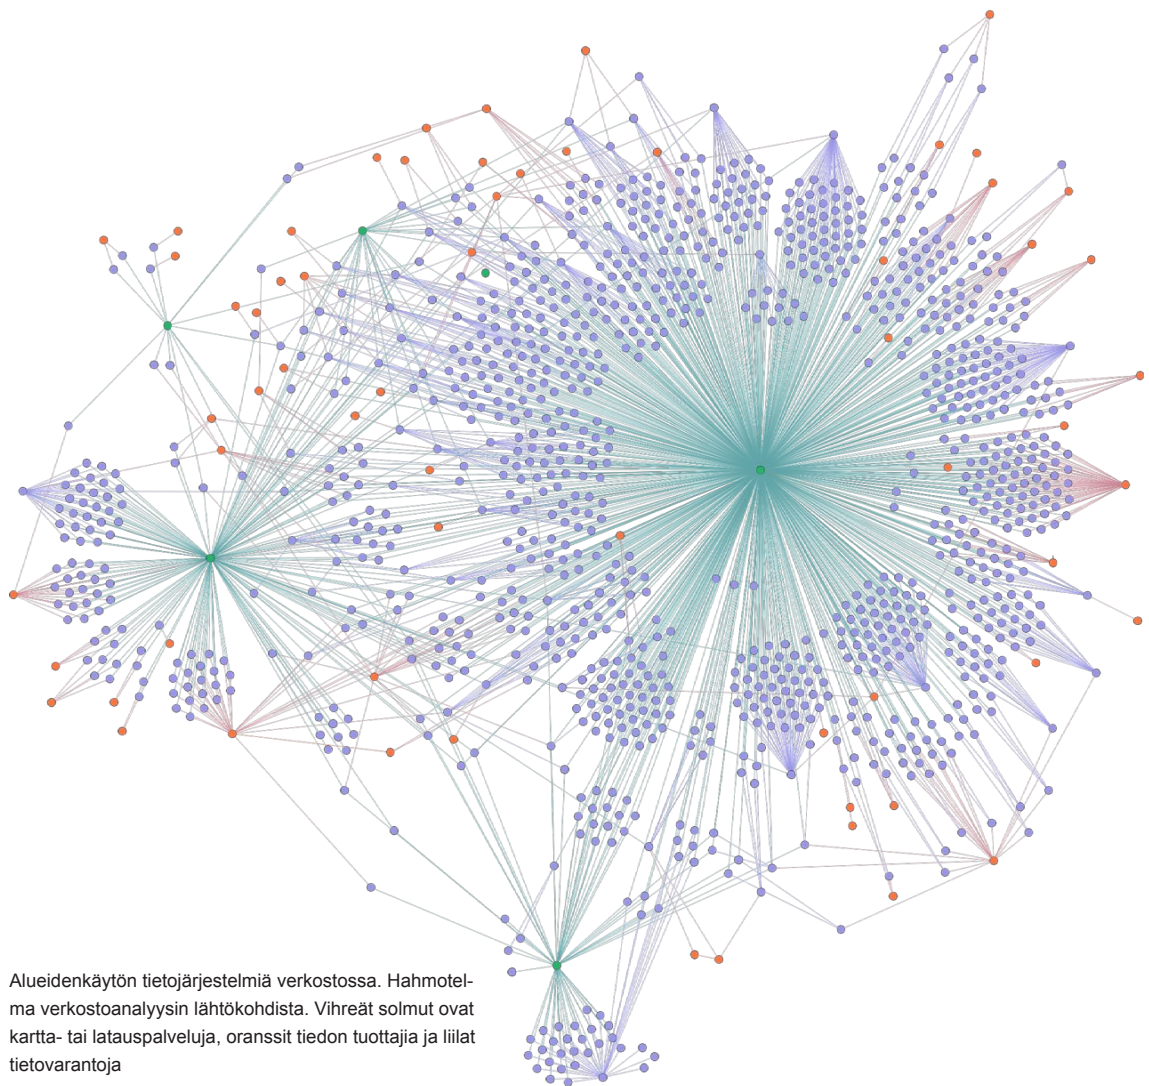 Alueidenkäytön tietojärjestelmiä verkostossa. Hahmotel-
ma verkostoanalyysin lähtökohdista. Vihreät solmut ovat
kartta- tai latauspalveluja, oranssit tiedon tuottajia ja liilat
tietovarantoja